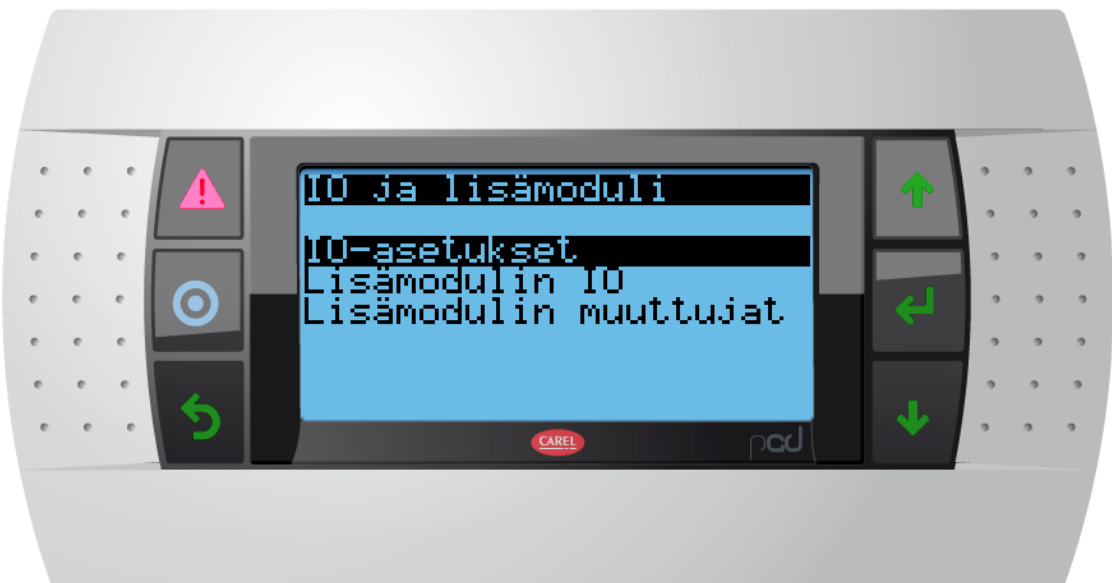 IO ja lisämoduli
IO-asetukset
Lisämodulin IO
Lisämodulin muuttujat
CAREL
pGD